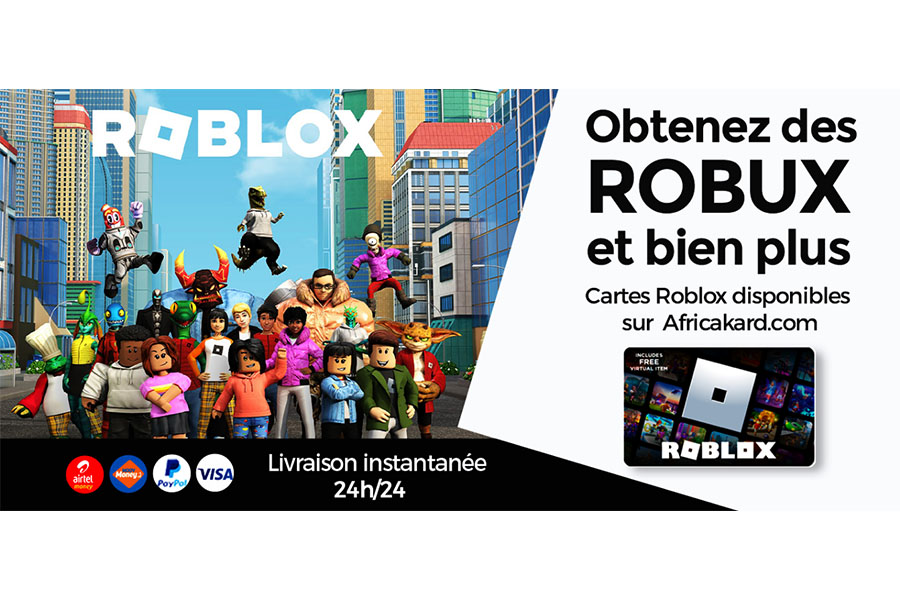 ROBLOX
Obtenez des
ROBUX
et bien plus
Cartes Roblox disponibles
sur Africakard.com
INCLUDES
FREE
VIRTUAL ITEM
ROBLOX
airtel
money
Money
PayPal
VISA
Livraison instantanée
24h/24